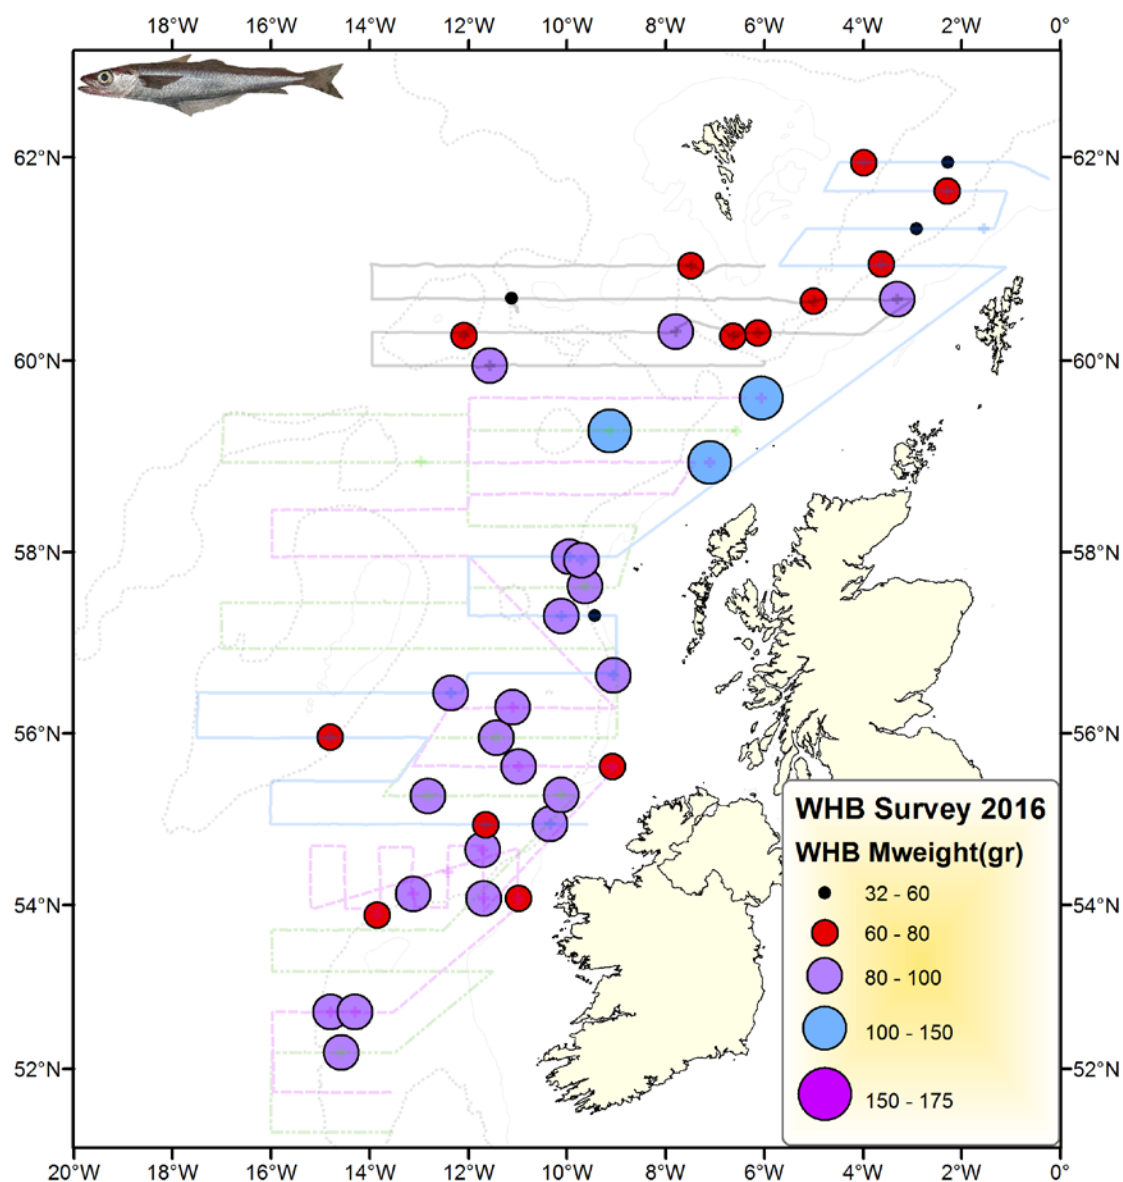 18°W 16°W 14°W 12°W 10°W 8°W 6°W 4°W 2°W 0°
62°N 62°N
60°N 60°N
58°N 58°N
56°N 56°N
WHB Survey 2016
WHB Mweight(gr)
32 - 60
54°N 54°N
60 - 80
80 - 100
100 - 150
52°N 52°N
150 - 175
20°W 18°W 16°W 14°W 12°W 10°W 8°W 6°W 4°W 2°W 0°